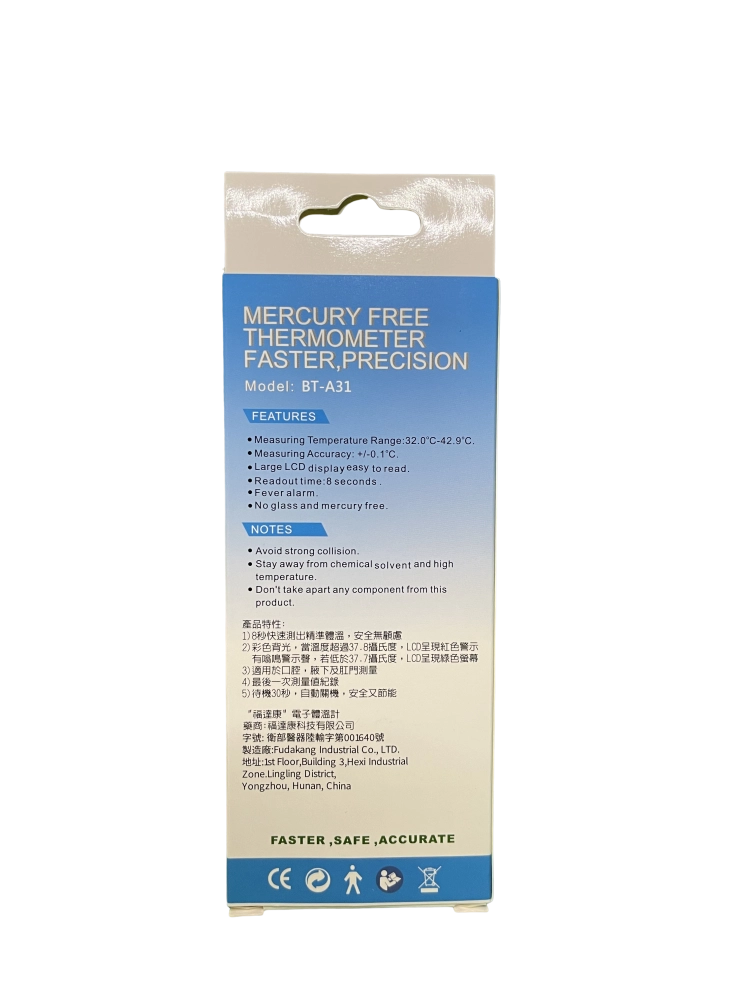 MERCURY FREE
THERMOMETER
FASTER,PRECISION
Model: BT-A31
FEATURES
•Measuring Temperature Range:32.0°C-42.9°C.
•Measuring Accuracy: +/-0.1°C.
•Large LCD display easy to read.
•Readout time:8 seconds.
•Fever alarm.
•No glass and mercury free.
NOTES
• Avoid strong collision.
• Stay away from chemical solvent and high
temperature.
• Don't take apart any component from this
product.
產品特性:
1)8秒快速測出精準體溫，安全無顧慮
2)彩色背光，當溫度超過37.8攝氏度，LCD呈現紅色警示
有嗚鳴警示聲，若低於37.7攝氏度，LCD呈現綠色螢幕
3)適用於口腔，腋下及肛門測量
4)最後一次測量值紀錄
5)待機30秒，自動關機，安全又節能
"福達康"電子體溫計
藥商:福達康科技有限公司
字號:衛部醫器陸輸字第001640號
製造廠:Fudakang Industrial Co., LTD.
地址:1st Floor,Building 3,Hexi Industrial
Zone.Lingling District,
Yongzhou, Hunan, China
FASTER ,SAFE ,ACCURATE
CE